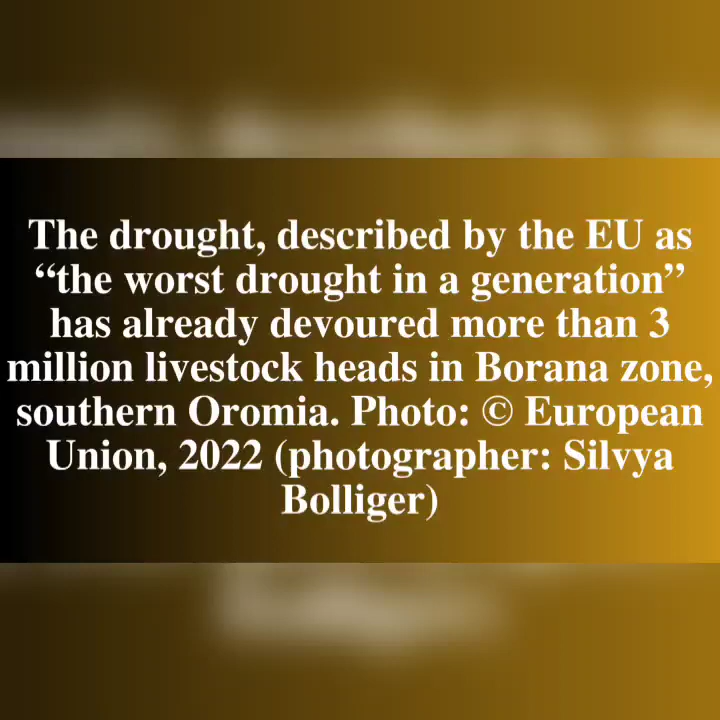 The drought, described by the EU as
“the worst drought in a generation”
has already devoured more than 3
million livestock heads in Borana zone,
southern Oromia. Photo: © European
Union, 2022 (photographer: Silvya
Bolliger)